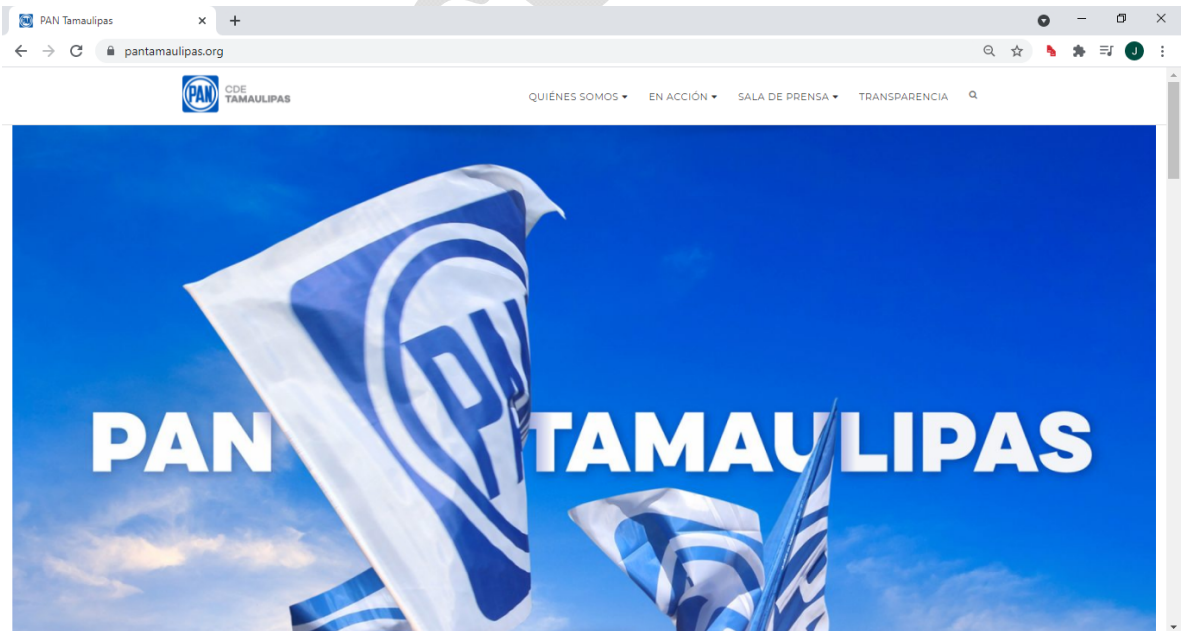 PAN Tamaulipas
pantamaulipas.org
J
PAN
CDE
TAMAULIPAS
QUIÉNES SOMOS EN ACCIÓN SALA DE PRENSA TRANSPARENCIA
PAN TAMAULIPAS
PAN